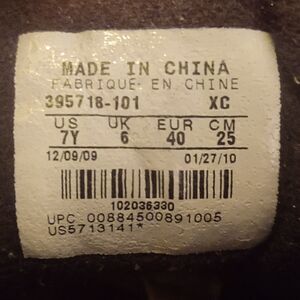 MADE IN CHINA
FABRIQUE EN CHINE
395718-101 XC
US UK EUR CM
7Y 6 40 25
12/09/09 01/27/10
102036330
UPC 00884500891005
US5713141*